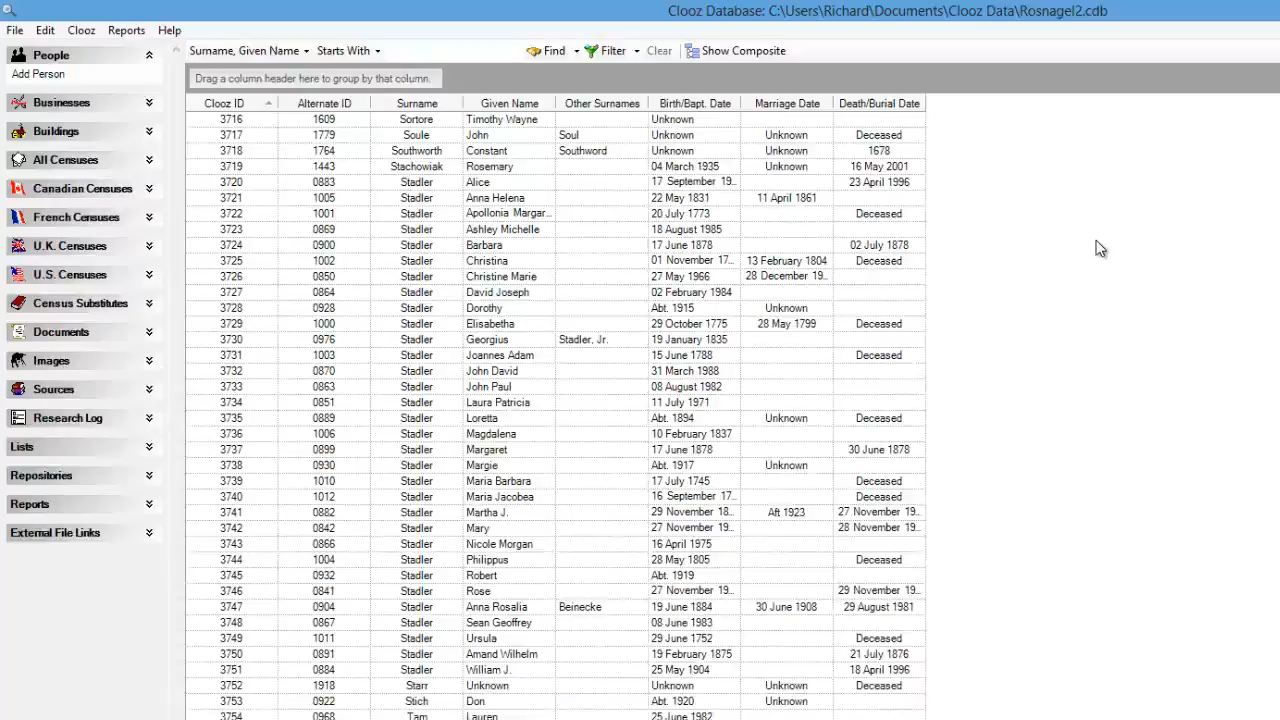 Clooz Database: C:\Users\Richard\Documents\Clooz Data\Rosnagel2.cdb
File Edit Clooz Reports Help
People
Add Person
Businesses
Buildings
All Censuses
Canadian Censuses
French Censuses
U.K. Censuses
U.S. Censuses
Census Substitutes
Documents
Images
Sources
Research Log
Lists
Repositories
Reports
External File Links
Surname, Given Name Starts With Find Filter Clear Show Composite
Drag a column header here to group by that column.
Clooz ID Alternate ID Surname Given Name Other Surnames Birth/Bapt. Date Marriage Date Death/Burial Date
3716 1609 Sortore Timothy Wayne Unknown
3717 1779 Soule John Soul Unknown Unknown Deceased
3718 1764 Southworth Constant Southword Unknown Unknown 1678
3719 1443 Stachowiak Rosemary 04 March 1935 Unknown 16 May 2001
3720 0883 Stadler Alice 17 September 19... 23 April 1996
3721 1005 Stadler Anna Helena 22 May 1831 11 April 1861
3722 1001 Stadler Apollonia Margar... 20 July 1773 Deceased
3723 0869 Stadler Ashley Michelle 18 August 1985
3724 0900 Stadler Barbara 17 June 1878 02 July 1878
3725 1002 Stadler Christina 01 November 17... 13 February 1804 Deceased
3726 0850 Stadler Christine Marie 27 May 1966 28 December 19...
3727 0864 Stadler David Joseph 02 February 1984
3728 0928 Stadler Dorothy Abt. 1915 Unknown
3729 1000 Stadler Elisabetha 29 October 1775 28 May 1799 Deceased
3730 0976 Stadler Georgius Stadler, Jr. 19 January 1835
3731 1003 Stadler Joannes Adam 15 June 1788 Deceased
3732 0870 Stadler John David 31 March 1988
3733 0863 Stadler John Paul 08 August 1982
3734 0851 Stadler Laura Patricia 11 July 1971
3735 0889 Stadler Loretta Abt. 1894 Unknown Deceased
3736 1006 Stadler Magdalena 10 February 1837
3737 0899 Stadler Margaret 17 June 1878 30 June 1878
3738 0930 Stadler Margie Abt. 1917 Unknown
3739 1010 Stadler Maria Barbara 17 July 1745 Deceased
3740 1012 Stadler Maria Jacobea 16 September 17... Deceased
3741 0882 Stadler Martha J. 29 November 18... Aft 1923 27 November 19...
3742 0842 Stadler Mary 27 November 19... 28 November 19...
3743 0866 Stadler Nicole Morgan 16 April 1975
3744 1004 Stadler Philippus 28 May 1805 Deceased
3745 0932 Stadler Robert Abt. 1919
3746 0841 Stadler Rose 27 November 19... 29 November 19...
3747 0904 Stadler Anna Rosalia Beinecke 19 June 1884 30 June 1908 29 August 1981
3748 0867 Stadler Sean Geoffrey 08 June 1983
3749 1011 Stadler Ursula 29 June 1752 Deceased
3750 0891 Stadler Amand Wilhelm 19 February 1875 21 July 1876
3751 0884 Stadler William J. 25 May 1904 18 April 1996
3752 1918 Starr Unknown Unknown Unknown Deceased
3753 0922 Stich Don Abt. 1920 Unknown
3754 0968 Tam Lauren 25 June 1982